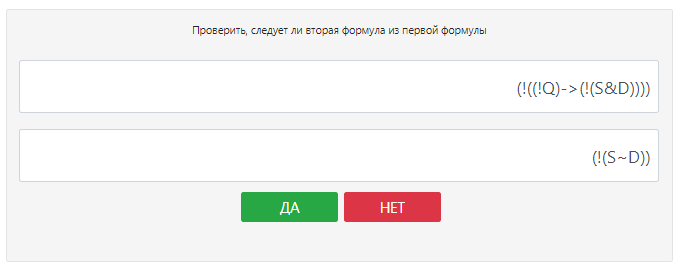 Проверить, следует ли вторая формула из первой формулы
(!((!Q)->(!(S&D))))
(!(S~D))
ДА
НЕТ